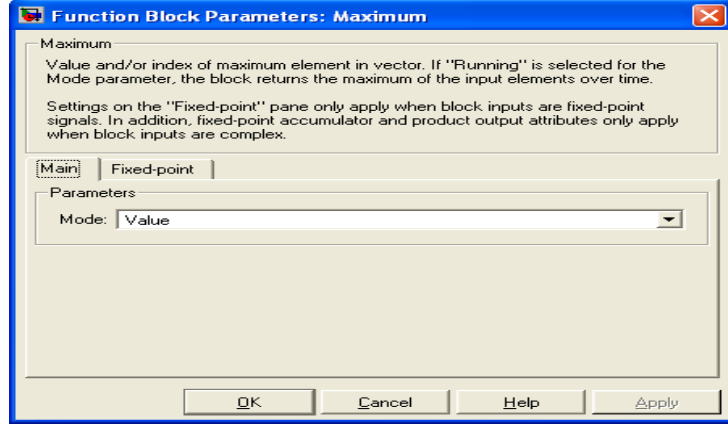 Function Block Parameters: Maximum
Maximum
Value and/or index of maximum element in vector. If "Running" is selected for the
Mode parameter, the block returns the maximum of the input elements over time.
Settings on the "Fixed-point" pane only apply when block inputs are fixed-point
signals. In addition, fixed-point accumulator and product output attributes only apply
when block inputs are complex.
Main Fixed-point
Parameters
Mode: Value
OK Cancel Help Apply